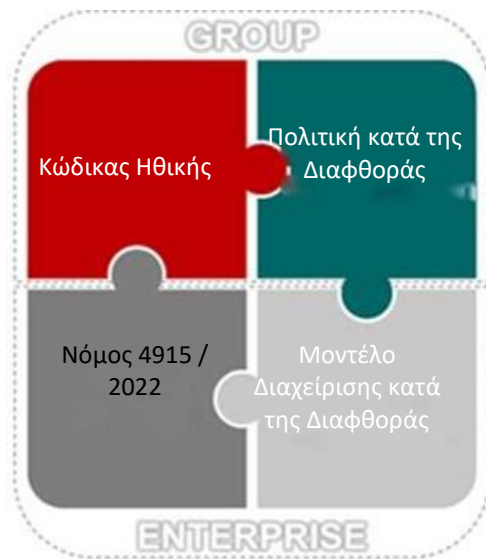 GROUP
Κώδικας Ηθικής
Πολιτική κατά της
Διαφθοράς
Νόμος 4915 /
2022
Μοντέλο
Διαχείρισης κατά
της Διαφθοράς
ENTERPRISE